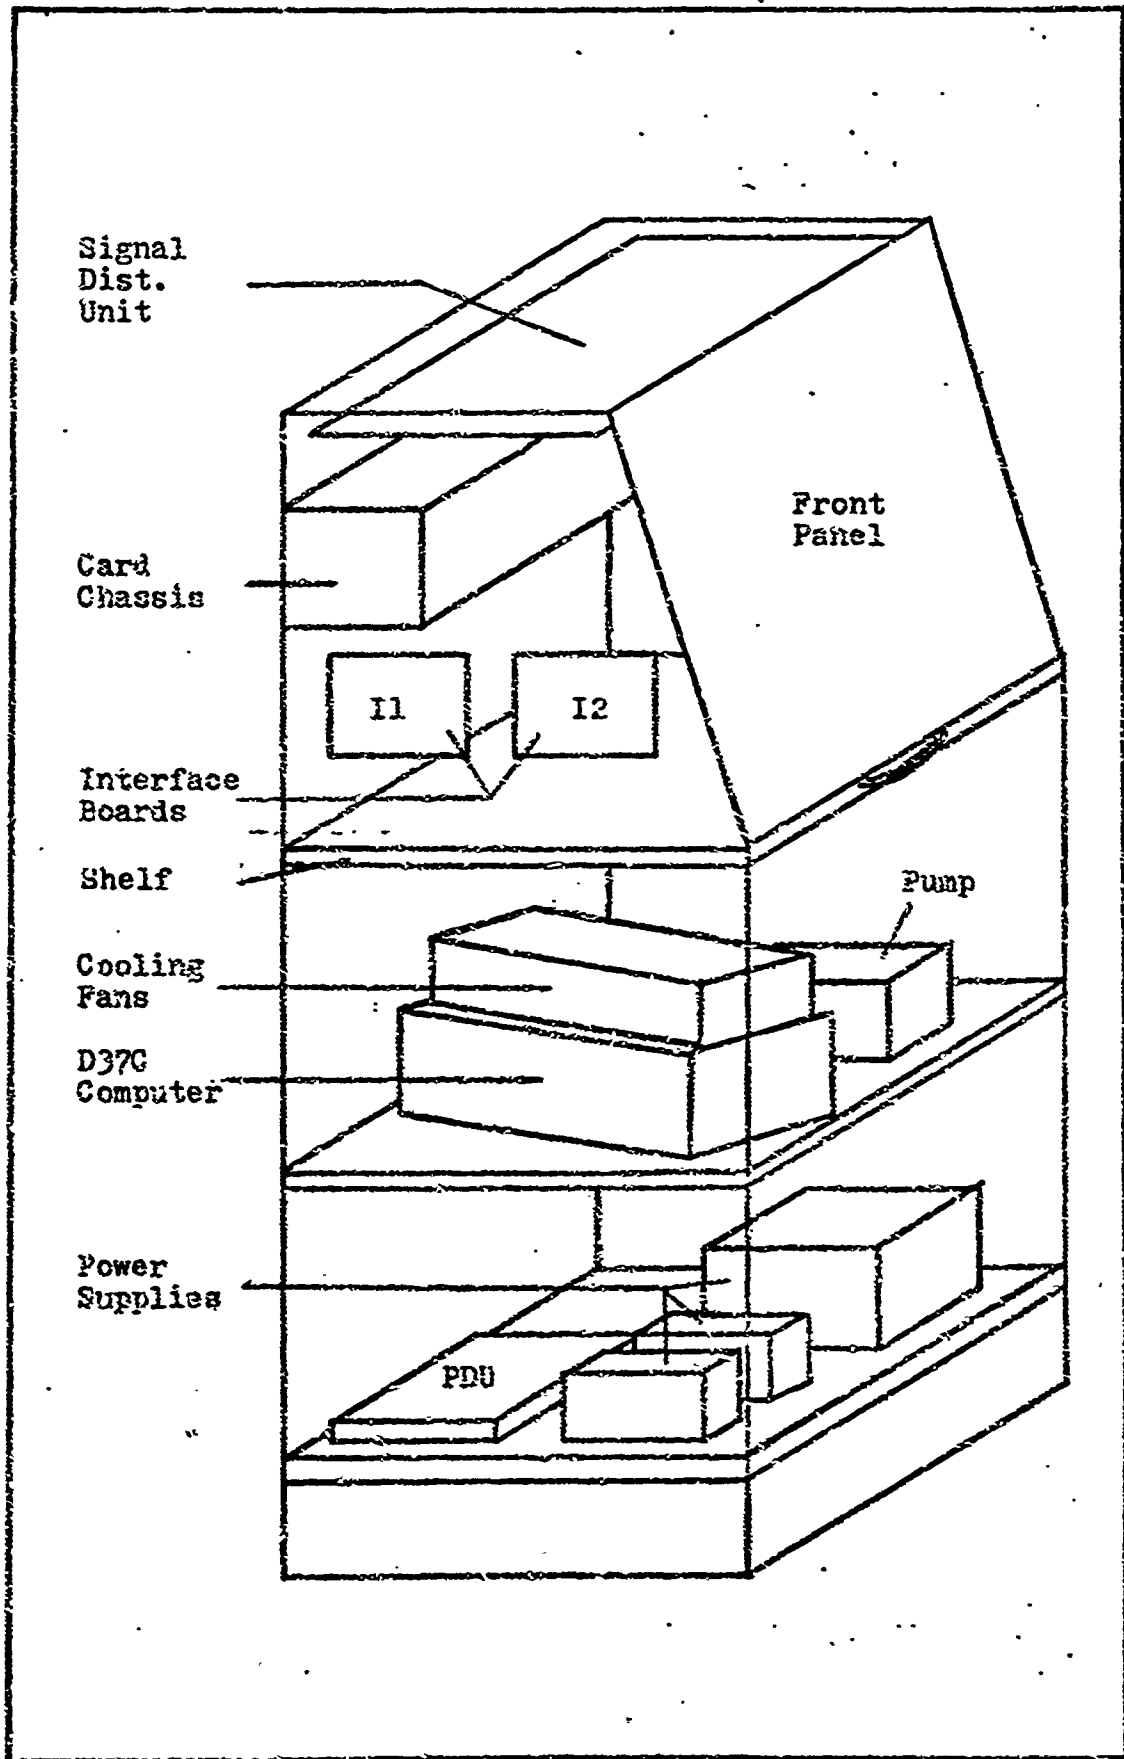 Signal
Dist.
Unit
Front
Panel
Card
Chassis
I1
I2
Interface
Boards
Shelf
Pump
Cooling
Fans
D37C
Computer
Power
Supplies
PDU